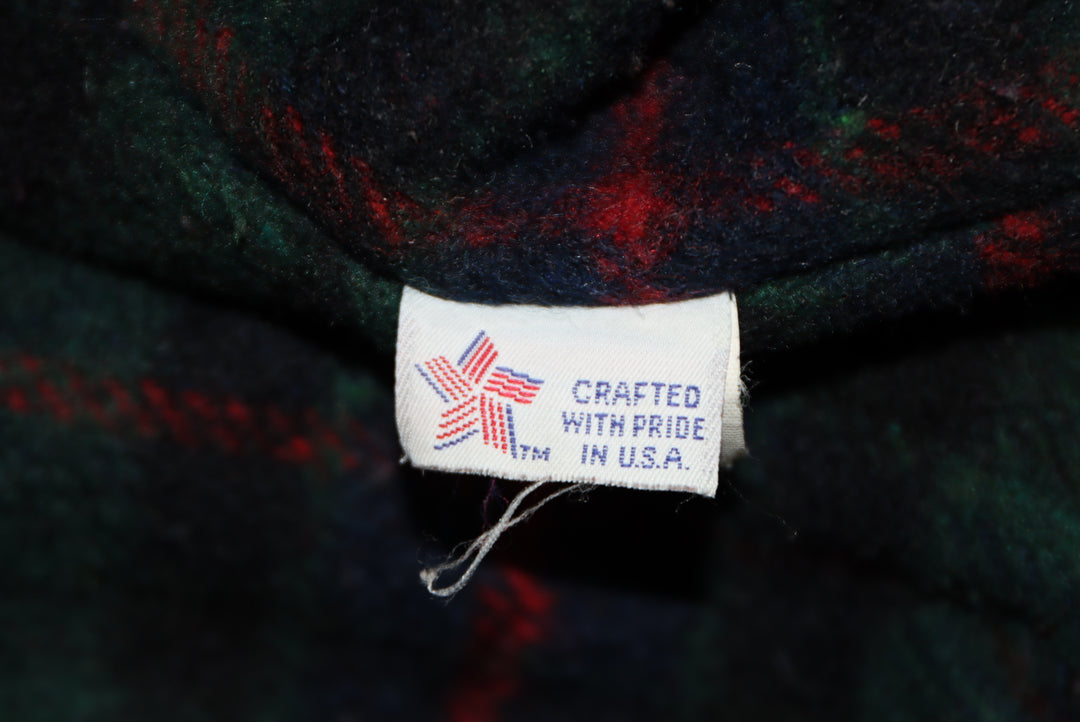 CRAFTED
WITH PRIDE
IN U.S.A.
TM